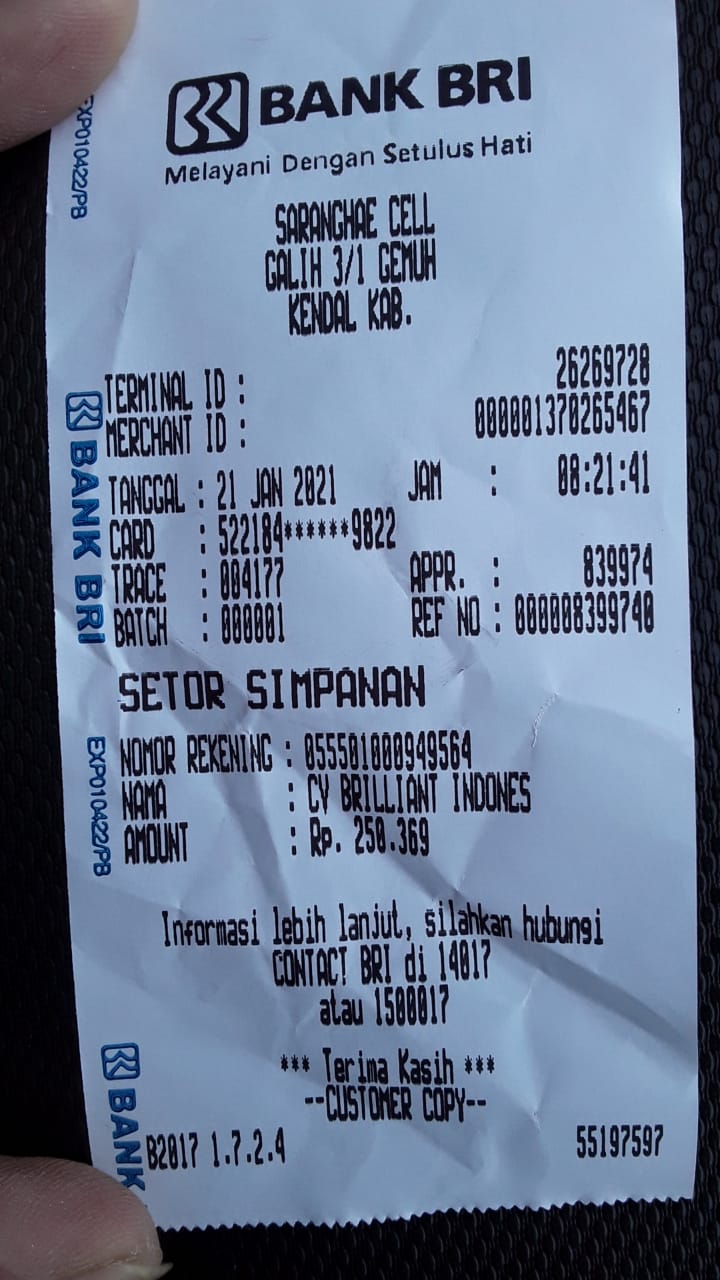 BANK BRI
Melayani Dengan Setulus Hati
SARANGHAE CELL
GALIH 3/1 GEMUH
KENDAL KAB.
TERMINAL ID : 26269728
MERCHANT ID : 000001370265467
TANGGAL : 21 JAN 2021 JAM : 08:21:41
CARD : 522184******9822
TRACE : 004177 APPR. : 839974
BATCH : 000001 REF NO : 000008399740
SETOR SIMPANAN
NOMOR REKENING : 055501000949564
NAMA : CV BRILLIANT INDONES
AMOUNT : Rp. 250.369
Informasi lebih lanjut, silahkan hubungi
CONTACT BRI di 14017
atau 1500017
*** Terima Kasih ***
--CUSTOMER COPY--
B2017 1.7.2.4 55197597
EXP010422/PB
BANK BRI
EXP010422/PB
BANK